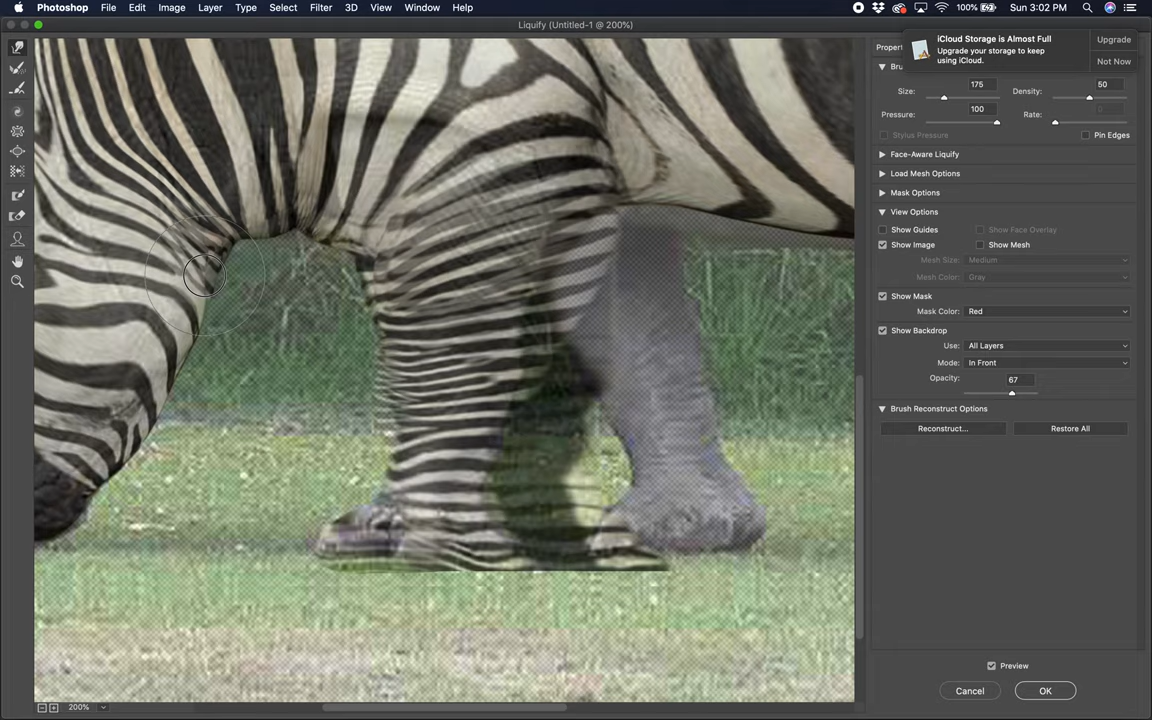 Photoshop File Edit Image Layer Type Select Filter 3D View Window Help 100% Sun 3:02 PM
Liquify (Untitled-1 @ 200%)
iCloud Storage is Almost Full
Upgrade your storage to keep
using iCloud.
Upgrade
Not Now
Size: 175 Density: 50
Pressure: 100 Rate: 0
Stylus Pressure Pin Edges
Face-Aware Liquify
Load Mesh Options
Mask Options
View Options
Show Guides Show Face Overlay
Show Image Show Mesh
Mesh Size: Medium
Mesh Color: Gray
Show Mask
Mask Color: Red
Show Backdrop
Use: All Layers
Mode: In Front
Opacity: 67
Brush Reconstruct Options
Reconstruct... Restore All
Preview
Cancel OK
200%